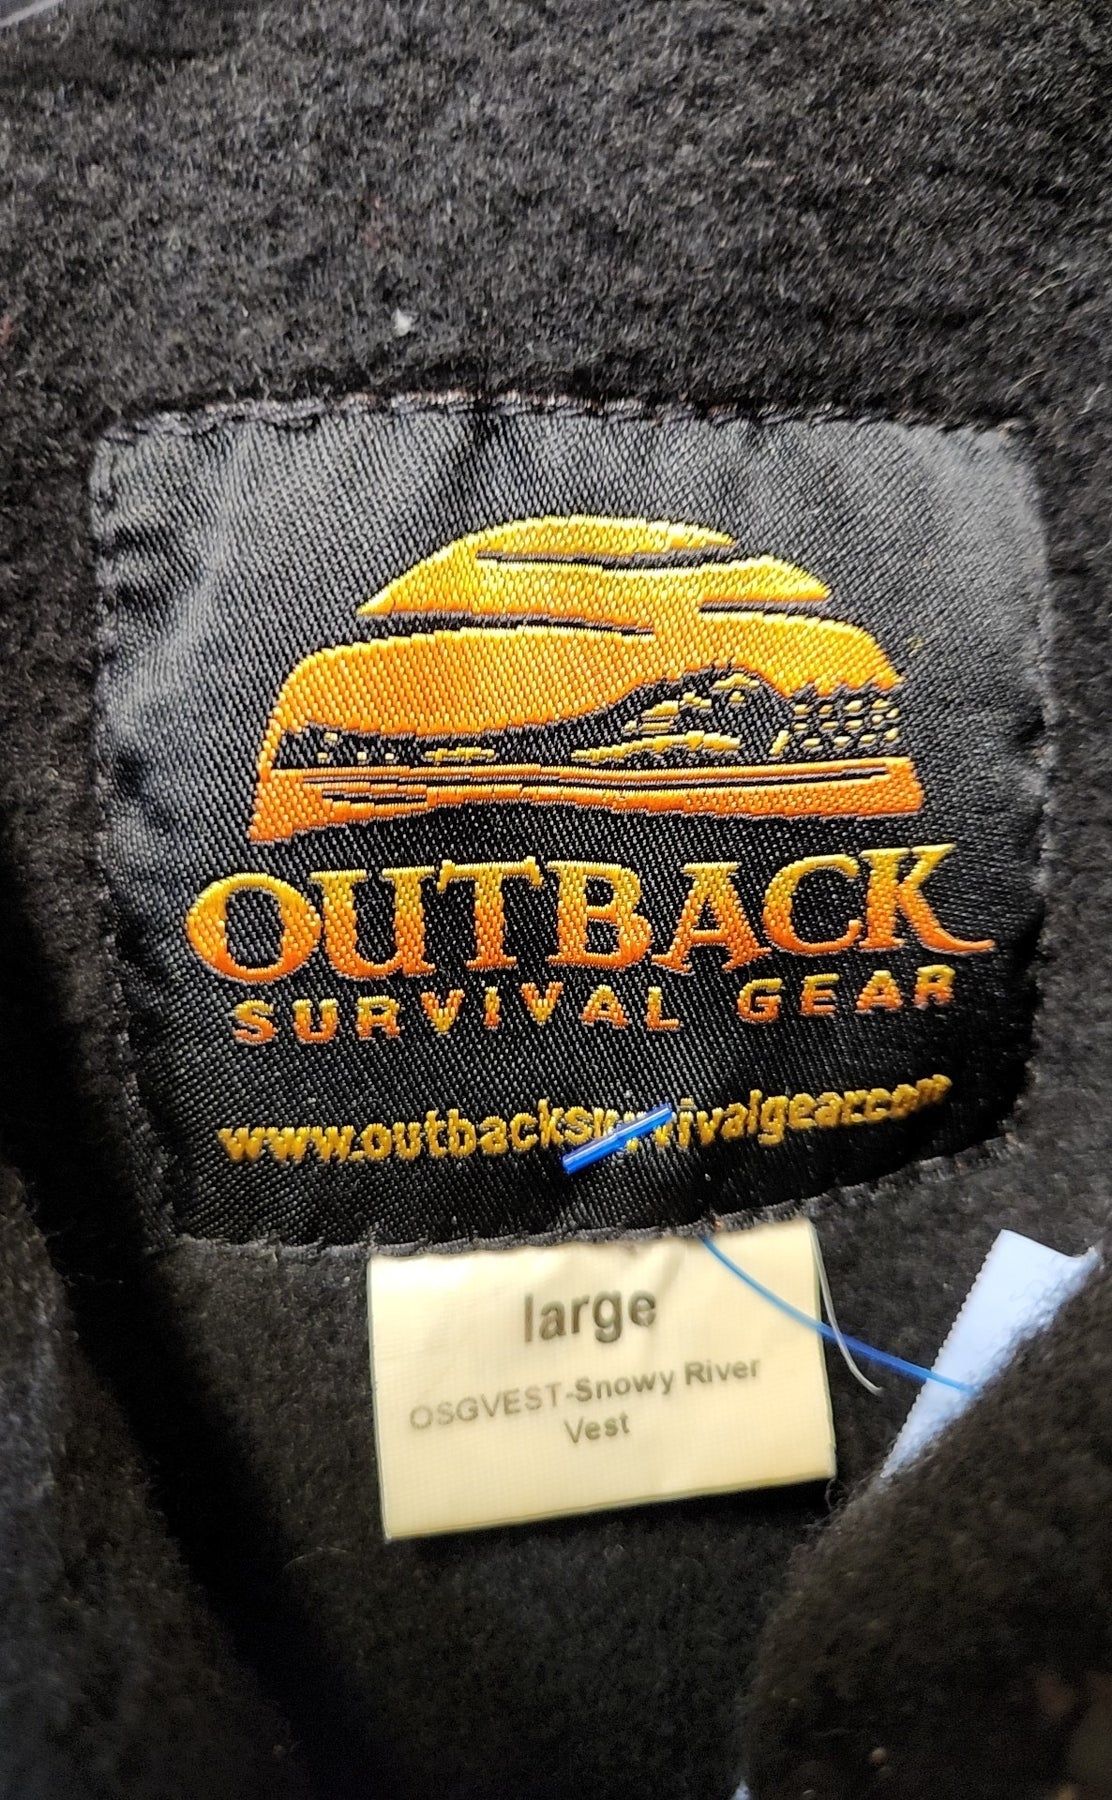 OUTBACK
SURVIVAL GEAR
www.outbacksurvivalgear.com
large
OSGVEST-Snowy River
Vest